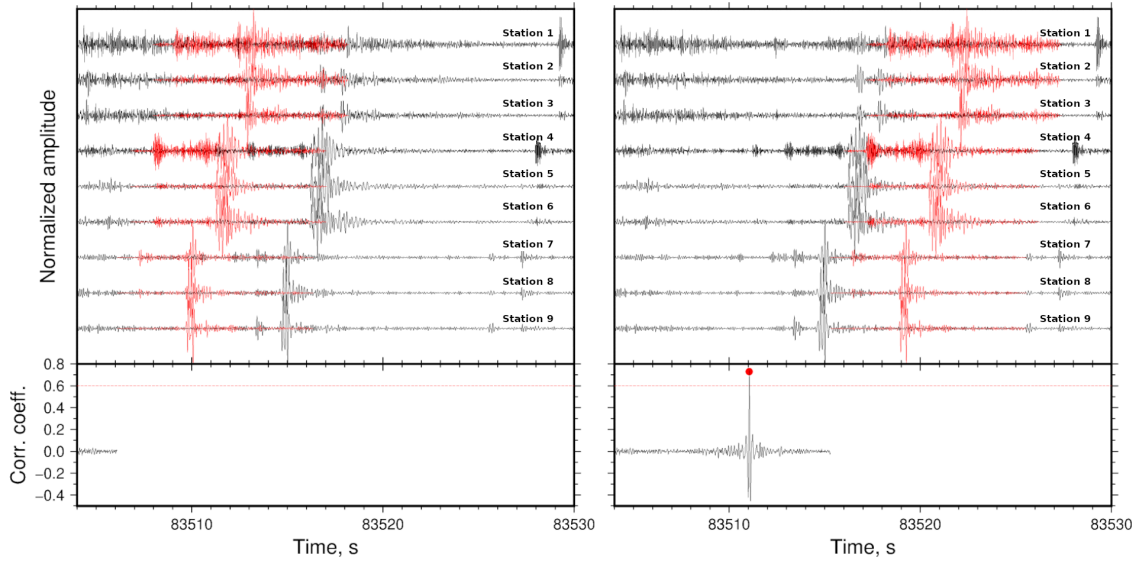 Normalized amplitude
Station 1
Station 2
Station 3
Station 4
Station 5
Station 6
Station 7
Station 8
Station 9
Station 1
Station 2
Station 3
Station 4
Station 5
Station 6
Station 7
Station 8
Station 9
Corr. coeff.
0.8
0.6
0.4
0.2
0.0
−0.2
−0.4
83510
83520
83530
Time, s
83510
83520
83530
Time, s